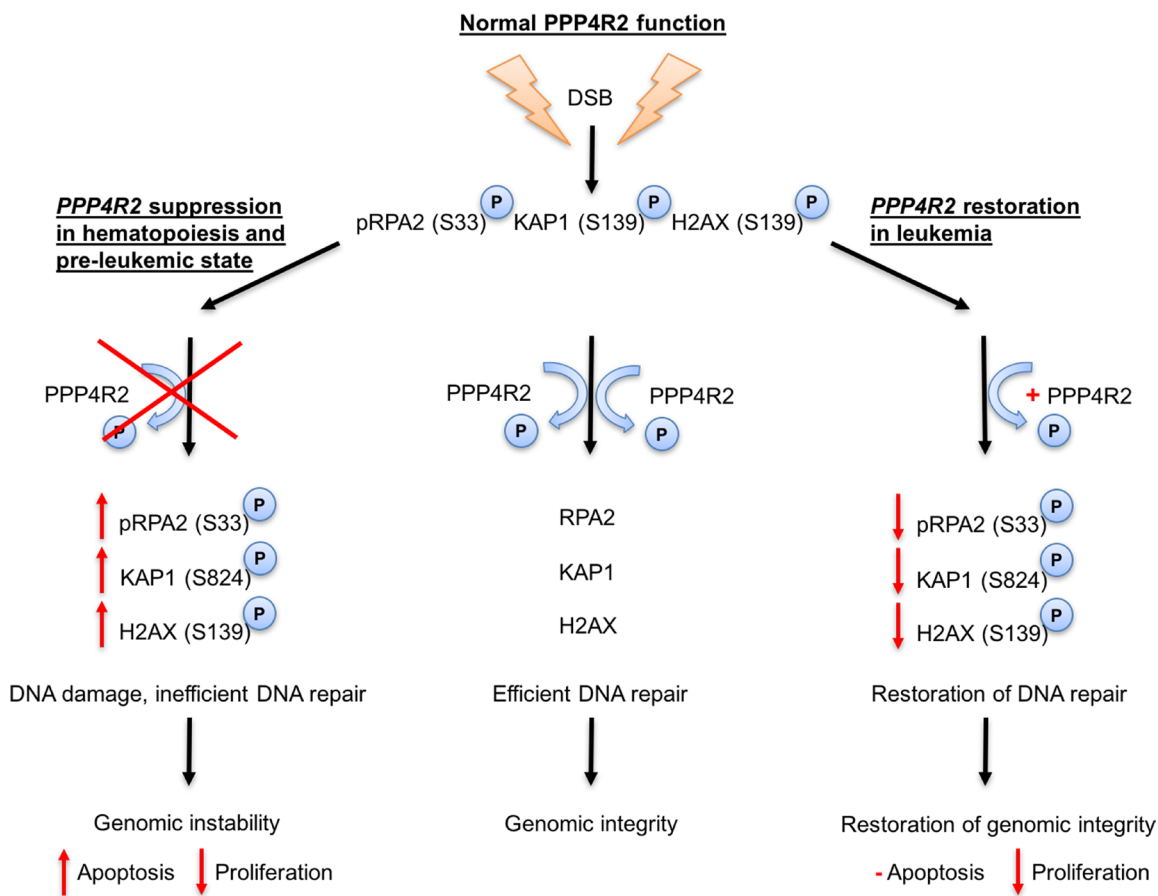 Normal PPP4R2 function
DSB
PPP4R2 suppression
in hematopoiesis and
pre-leukemic state
pRPA2 (S33) P KAP1 (S139) P H2AX (S139) P
PPP4R2 restoration
in leukemia
PPP4R2
P
PPP4R2
P
PPP4R2
P
+ PPP4R2
P
pRPA2 (S33) P
KAP1 (S824) P
H2AX (S139) P
RPA2
KAP1
H2AX
pRPA2 (S33) P
KAP1 (S824) P
H2AX (S139) P
DNA damage, inefficient DNA repair
Efficient DNA repair
Restoration of DNA repair
Genomic instability
Apoptosis Proliferation
Genomic integrity
Restoration of genomic integrity
- Apoptosis Proliferation